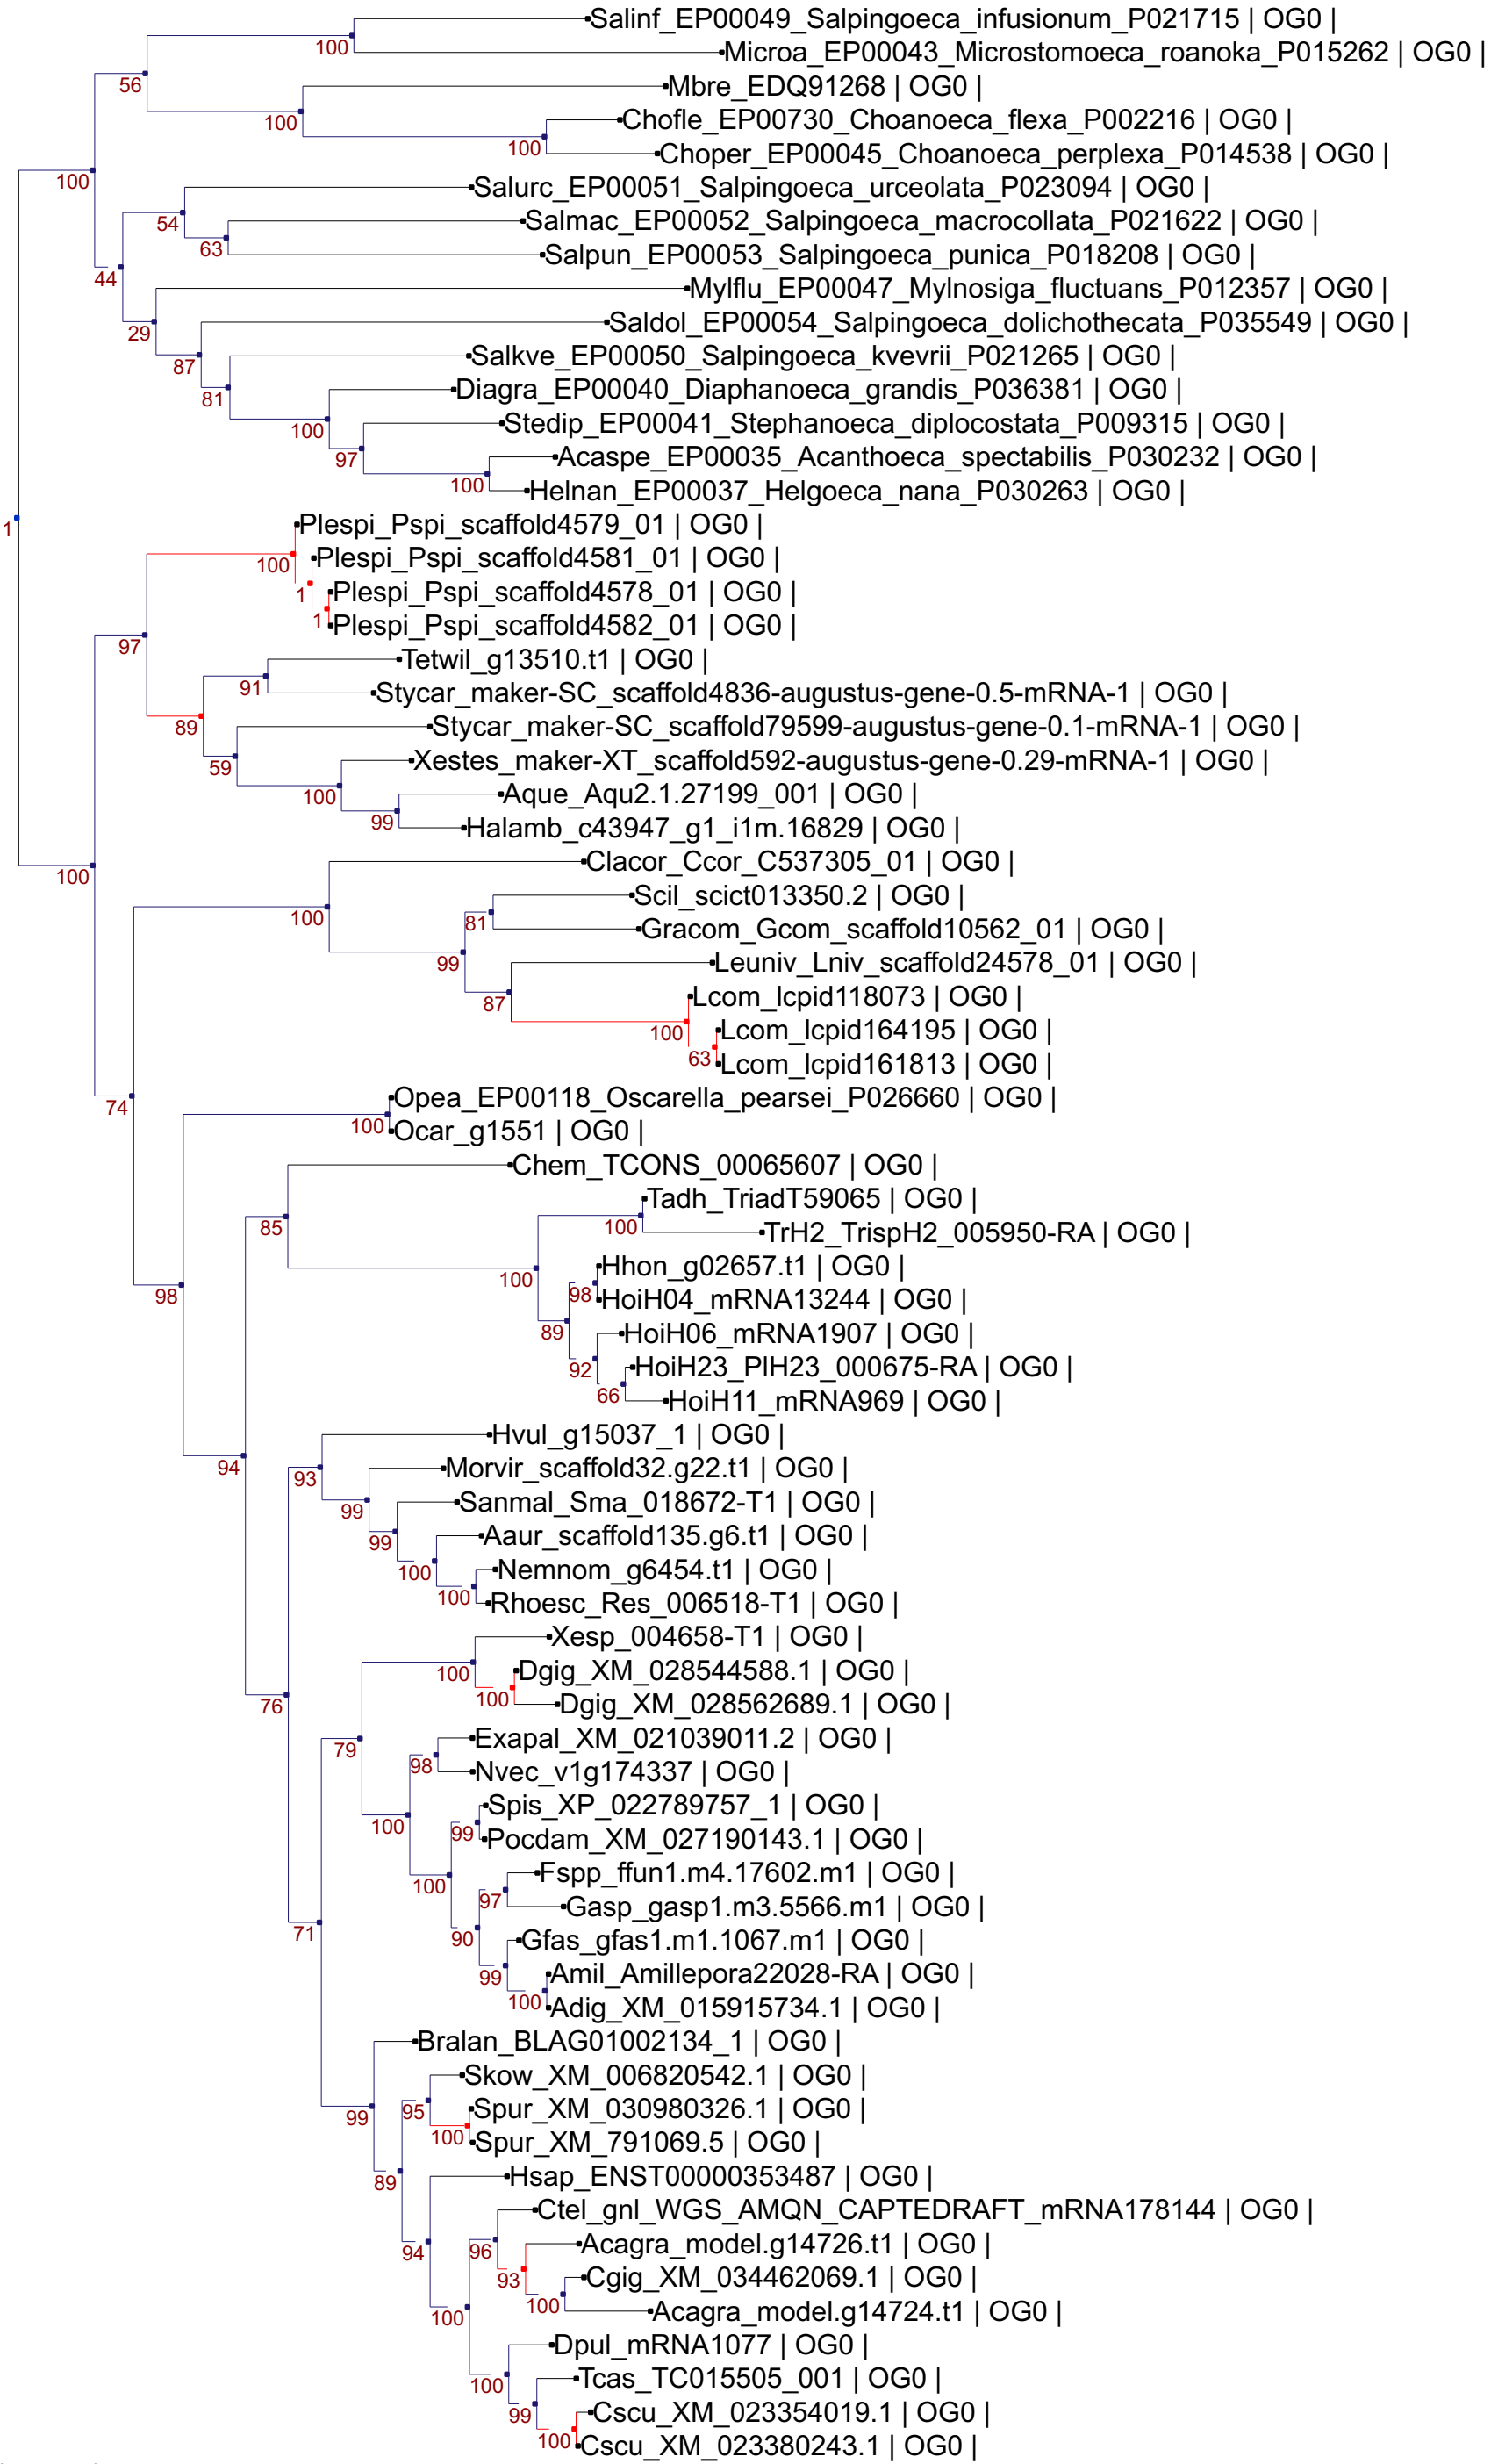 Salinf_EP00049_Salpingoeca_infusionum_P021715 | OG0 |
100
Microa_EP00043_Microstomoeca_roanoka_P015262 | OG0 |
56
Mbre_EDQ91268 | OG0 |
100
Chofle_EP00730_Choanoeca_flexa_P002216 | OG0 |
100
Choper_EP00045_Choanoeca_perplexa_P014538 | OG0 |
100
Salurc_EP00051_Salpingoeca_urceolata_P023094 | OG0 |
54
Salmac_EP00052_Salpingoeca_macrocollata_P021622 | OG0 |
63
Salpun_EP00053_Salpingoeca_punica_P018208 | OG0 |
44
Mylflu_EP00047_Mylnosiga_fluctuans_P012357 | OG0 |
29
Saldol_EP00054_Salpingoeca_dolichothecata_P035549 | OG0 |
87
Salkve_EP00050_Salpingoeca_kvevrii_P021265 | OG0 |
81
Diagra_EP00040_Diaphanoeca_grandis_P036381 | OG0 |
100
Stedip_EP00041_Stephanoeca_diplocostata_P009315 | OG0 |
97
Acaspe_EP00035_Acanthoeca_spectabilis_P030232 | OG0 |
100
Helnan_EP00037_Helgoeca_nana_P030263 | OG0 |
1
Plespi_Pspi_scaffold4579_01 | OG0 |
100
Plespi_Pspi_scaffold4581_01 | OG0 |
1
Plespi_Pspi_scaffold4578_01 | OG0 |
1
Plespi_Pspi_scaffold4582_01 | OG0 |
97
Tetwil_g13510.t1 | OG0 |
91
Stycar_maker-SC_scaffold4836-augustus-gene-0.5-mRNA-1 | OG0 |
89
Stycar_maker-SC_scaffold79599-augustus-gene-0.1-mRNA-1 | OG0 |
59
Xestes_maker-XT_scaffold592-augustus-gene-0.29-mRNA-1 | OG0 |
100
Aque_Aqu2.1.27199_001 | OG0 |
99
Halamb_c43947_g1_i1m.16829 | OG0 |
100
Clacor_Ccor_C537305_01 | OG0 |
100
Scil_scict013350.2 | OG0 |
81
Gracom_Gcom_scaffold10562_01 | OG0 |
99
Leuniv_Lniv_scaffold24578_01 | OG0 |
87
Lcom_lcpid118073 | OG0 |
100
Lcom_lcpid164195 | OG0 |
63
Lcom_lcpid161813 | OG0 |
74
Opea_EP00118_Oscarella_pearsei_P026660 | OG0 |
100
Ocar_g1551 | OG0 |
Chem_TCONS_00065607 | OG0 |
85
Tadh_TriadT59065 | OG0 |
100
TrH2_TrispH2_005950-RA | OG0 |
100
Hhon_g02657.t1 | OG0 |
98
HoiH04_mRNA13244 | OG0 |
98
89
HoiH06_mRNA1907 | OG0 |
92
HoiH23_PlH23_000675-RA | OG0 |
66
HoiH11_mRNA969 | OG0 |
Hvul_g15037_1 | OG0 |
94
93
Morvir_scaffold32.g22.t1 | OG0 |
99
Sanmal_Sma_018672-T1 | OG0 |
99
Aaur_scaffold135.g6.t1 | OG0 |
100
Nemnom_g6454.t1 | OG0 |
100
Rhoesc_Res_006518-T1 | OG0 |
Xesp_004658-T1 | OG0 |
100
Dgig_XM_028544588.1 | OG0 |
100
Dgig_XM_028562689.1 | OG0 |
76
Exapal_XM_021039011.2 | OG0 |
79
98
Nvec_v1g174337 | OG0 |
Spis_XP_022789757_1 | OG0 |
100
99
Pocdam_XM_027190143.1 | OG0 |
Fspp_ffun1.m4.17602.m1 | OG0 |
100
97
Gasp_gasp1.m3.5566.m1 | OG0 |
71
90
Gfas_gfas1.m1.1067.m1 | OG0 |
99
Amil_Amillepora22028-RA | OG0 |
100
Adig_XM_015915734.1 | OG0 |
Bralan_BLAG01002134_1 | OG0 |
Skow_XM_006820542.1 | OG0 |
99
95
Spur_XM_030980326.1 | OG0 |
100
Spur_XM_791069.5 | OG0 |
89
Hsap_ENST00000353487 | OG0 |
Ctel_gnl_WGS_AMQN_CAPTEDRAFT_mRNA178144 | OG0 |
94
96
Acagra_model.g14726.t1 | OG0 |
93
Cgig_XM_034462069.1 | OG0 |
100
100
Acagra_model.g14724.t1 | OG0 |
Dpul_mRNA1077 | OG0 |
100
Tcas_TC015505_001 | OG0 |
99
Cscu_XM_023354019.1 | OG0 |
100
Cscu_XM_023380243.1 | OG0 |